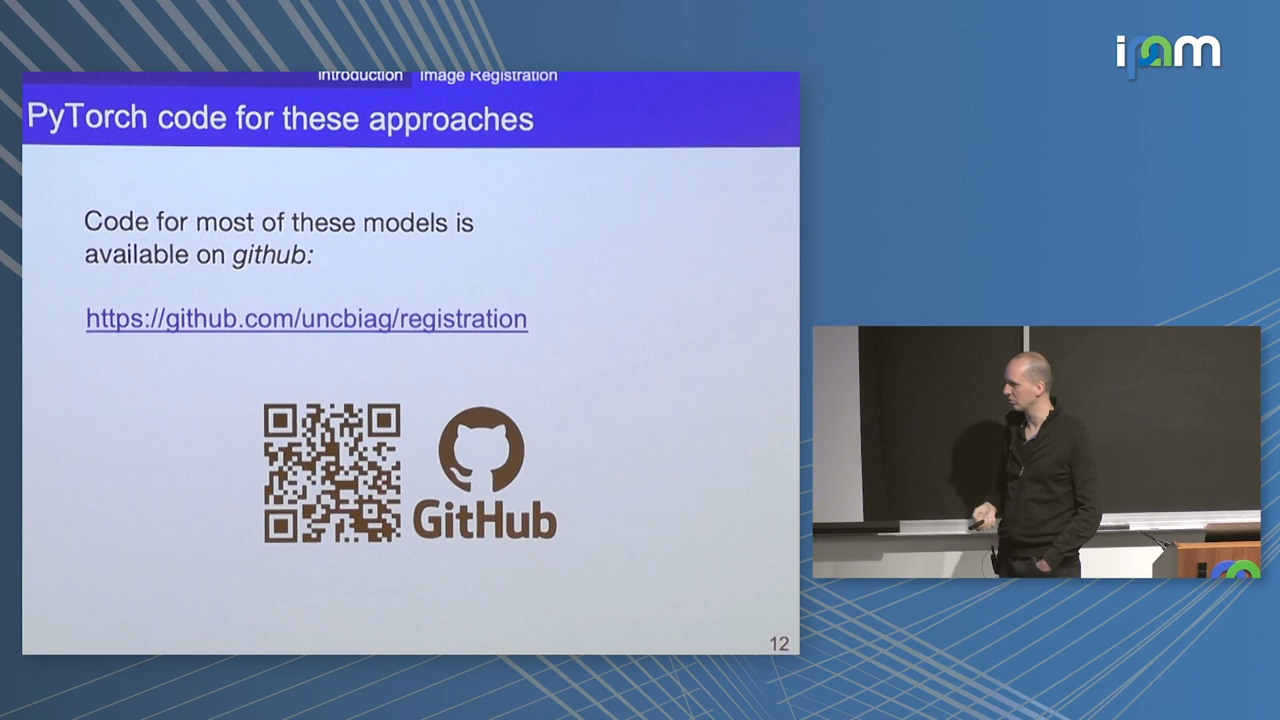 ipam
Introduction Image Registration
PyTorch code for these approaches
Code for most of these models is
available on github:
https://github.com/uncbiag/registration
GitHub
12